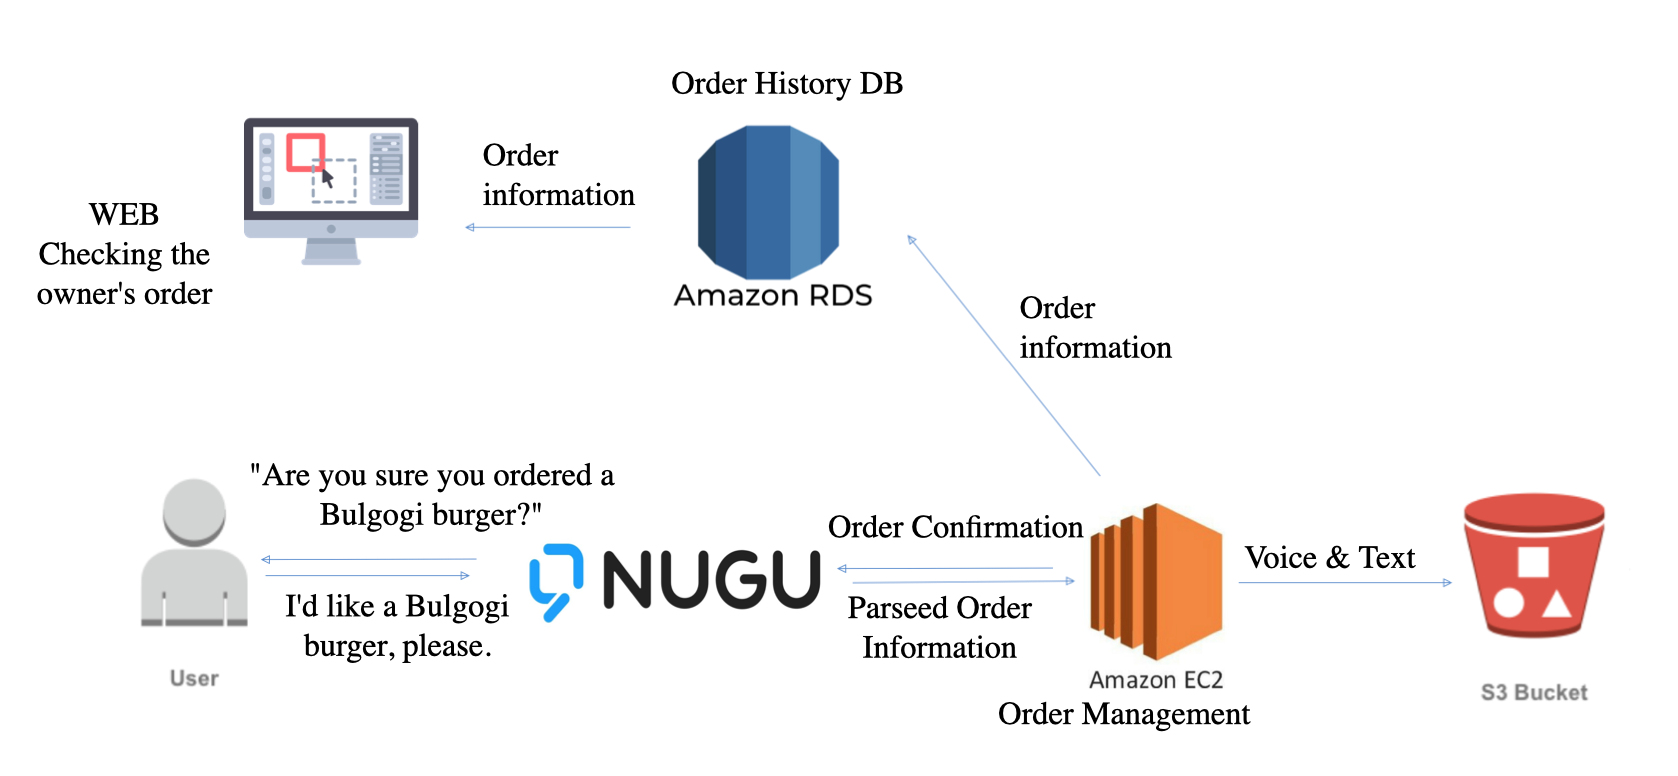 Order History DB
Order
information
WEB
Checking the
owner's order
Amazon RDS
Order
information
"Are you sure you ordered a
Bulgogi burger?"
I'd like a Bulgogi
burger, please.
User
NUGU
Order Confirmation
Parseed Order
Information
Amazon EC2
Order Management
Voice & Text
S3 Bucket